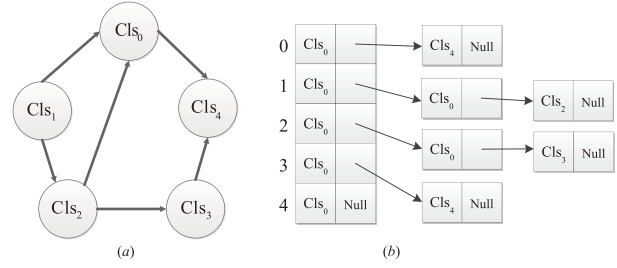 Cls₀
Cls₁
Cls₄
Cls₂
Cls₃
(a)
0 Cls₀ Cls₄ Null
1 Cls₀ Cls₀ Cls₂ Null
2 Cls₀ Cls₀ Cls₃ Null
3 Cls₀ Cls₄ Null
4 Cls₀ Null
(b)